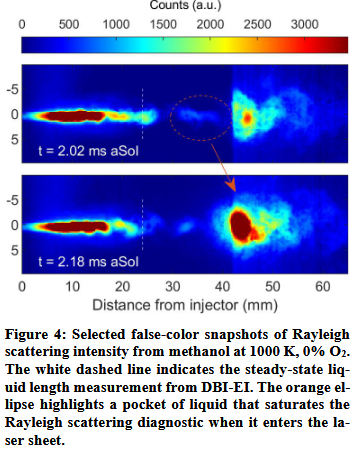 Counts (a.u.)
0 500 1000 1500 2000 2500 3000
-5
0
5
t = 2.02 ms aSol
-5
0
5
t = 2.18 ms aSol
0 10 20 30 40 50 60
Distance from injector (mm)
Figure 4: Selected false-color snapshots of Rayleigh
scattering intensity from methanol at 1000 K, 0% O₂.
The white dashed line indicates the steady-state liq-
uid length measurement from DBI-EI. The orange el-
lipse highlights a pocket of liquid that saturates the
Rayleigh scattering diagnostic when it enters the la-
ser sheet.